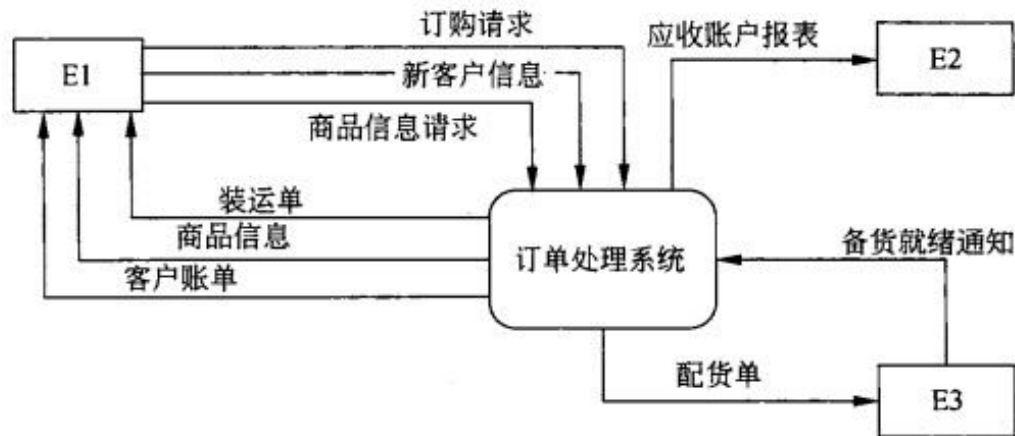 订购请求
应收账户报表
E1
新客户信息
E2
商品信息请求
装运单
商品信息
订单处理系统
备货就绪通知
客户账单
配货单
E3